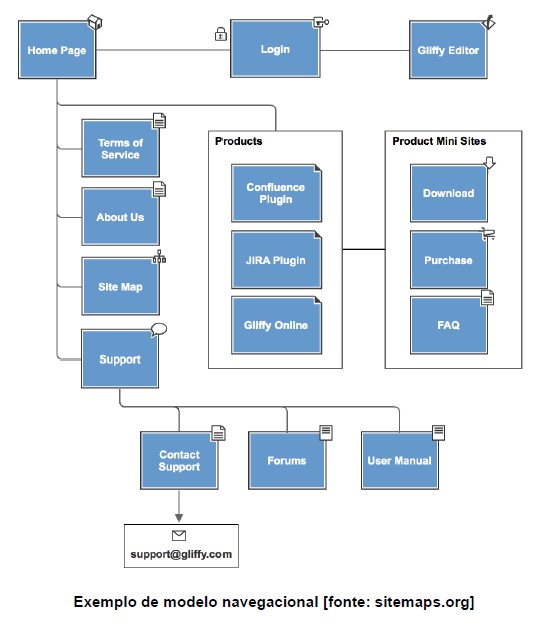 Home Page
Login
Gliffy Editor
Terms of
Service
About Us
Site Map
Support
Products
Confluence
Plugin
JIRA Plugin
Gliffy Online
Product Mini Sites
Download
Purchase
FAQ
Contact
Support
Forums
User Manual
support@gliffy.com
Exemplo de modelo navegacional [fonte: sitemaps.org]